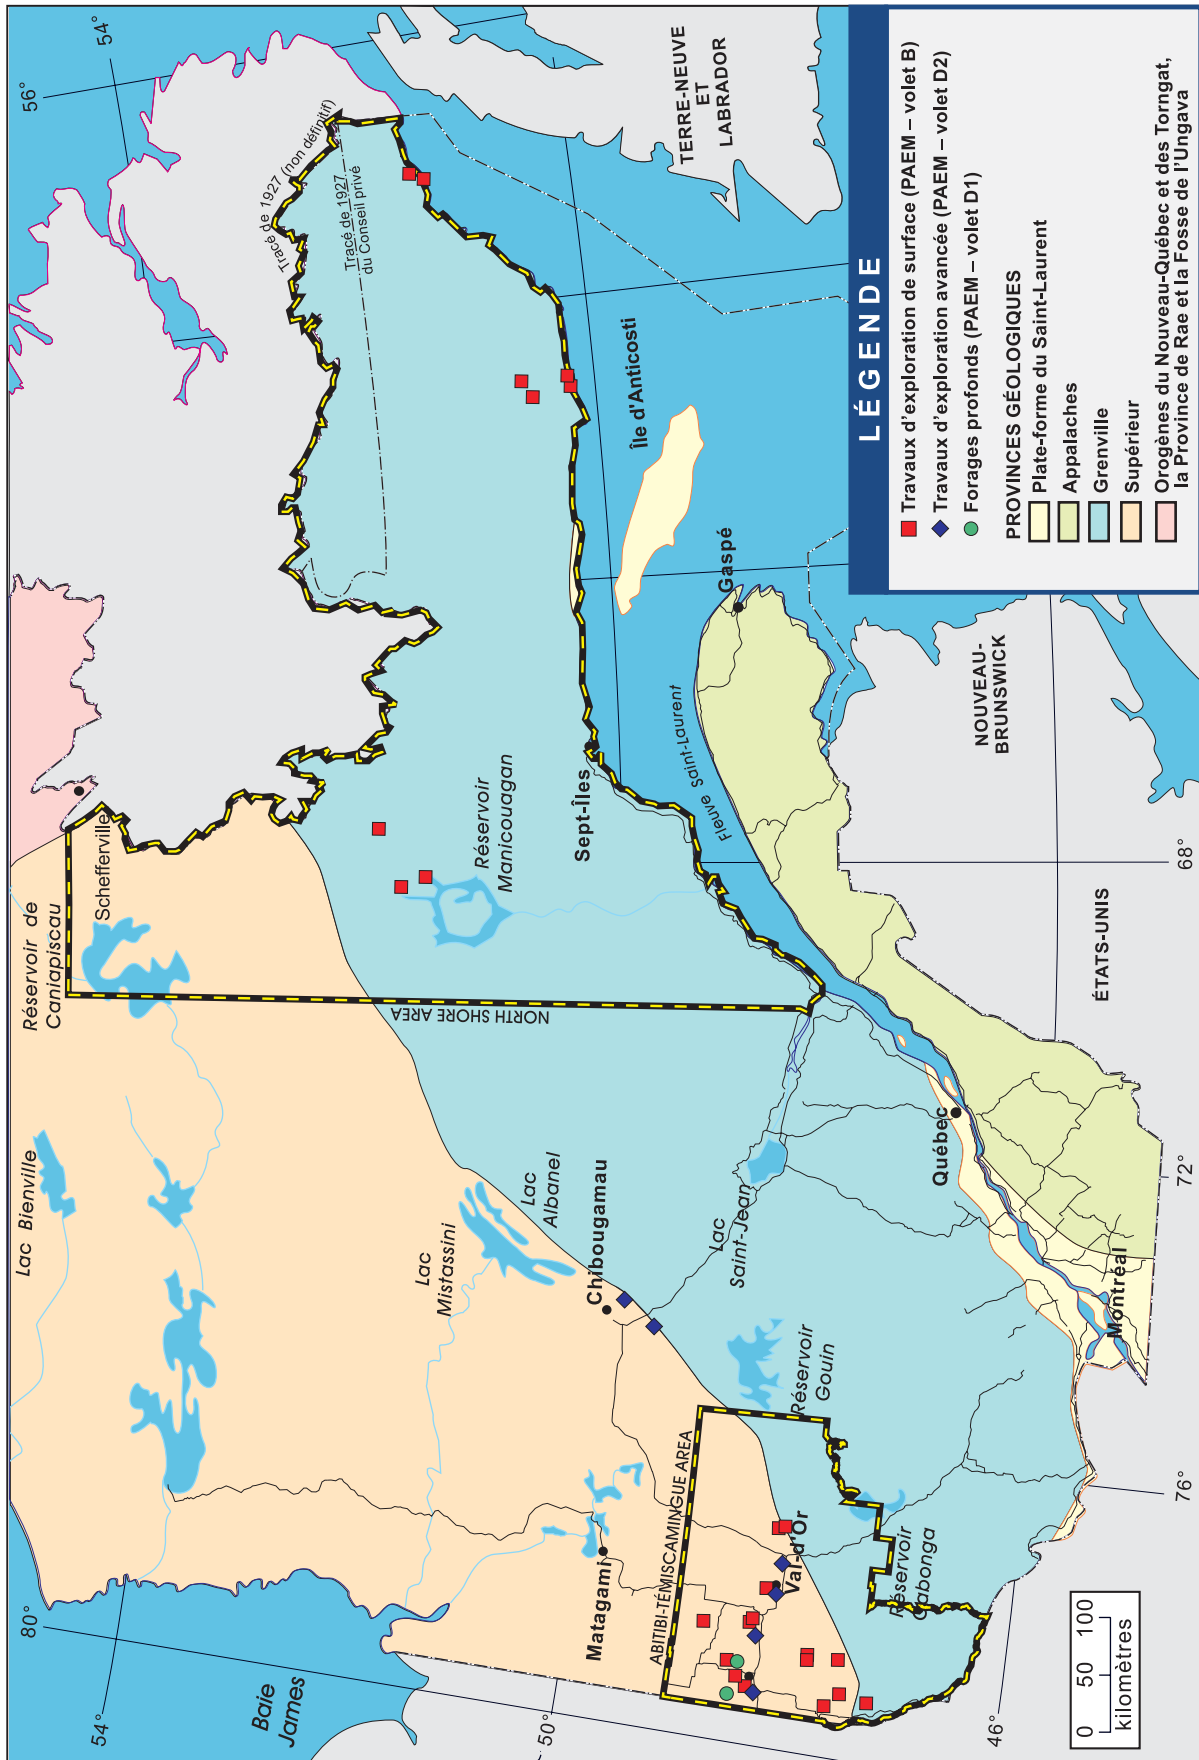 80°
76°
72°
68°
56°
54°
54°
50°
46°
Baie
James
Lac Bienville
Réservoir de
Caniapiscau
Schefferville
Tracé de 1927 (non définitif)
Tracé de 1927
du Conseil privé
NORTH SHORE AREA
Lac
Mistassini
Lac
Albanel
Chibougamau
Réservoir
Manicouagan
Sept-Îles
Île d'Anticosti
TERRE-NEUVE
ET
LABRADOR
Matagami
ABITIBI-TÉMISCAMINGUE AREA
Val-d'Or
Réservoir
Gouin
Réservoir
Cabonga
Lac
Saint-Jean
Fleuve Saint-Laurent
Gaspé
Québec
Montréal
NOUVEAU-
BRUNSWICK
ÉTATS-UNIS
0 50 100
kilomètres
LÉGENDE
Travaux d'exploration de surface (PAEM – volet B)
Travaux d'exploration avancée (PAEM – volet D2)
Forages profonds (PAEM – volet D1)
PROVINCES GÉOLOGIQUES
Plate-forme du Saint-Laurent
Appalaches
Grenville
Supérieur
Orogènes du Nouveau-Québec et des Torngat,
la Province de Rae et la Fosse de l'Ungava